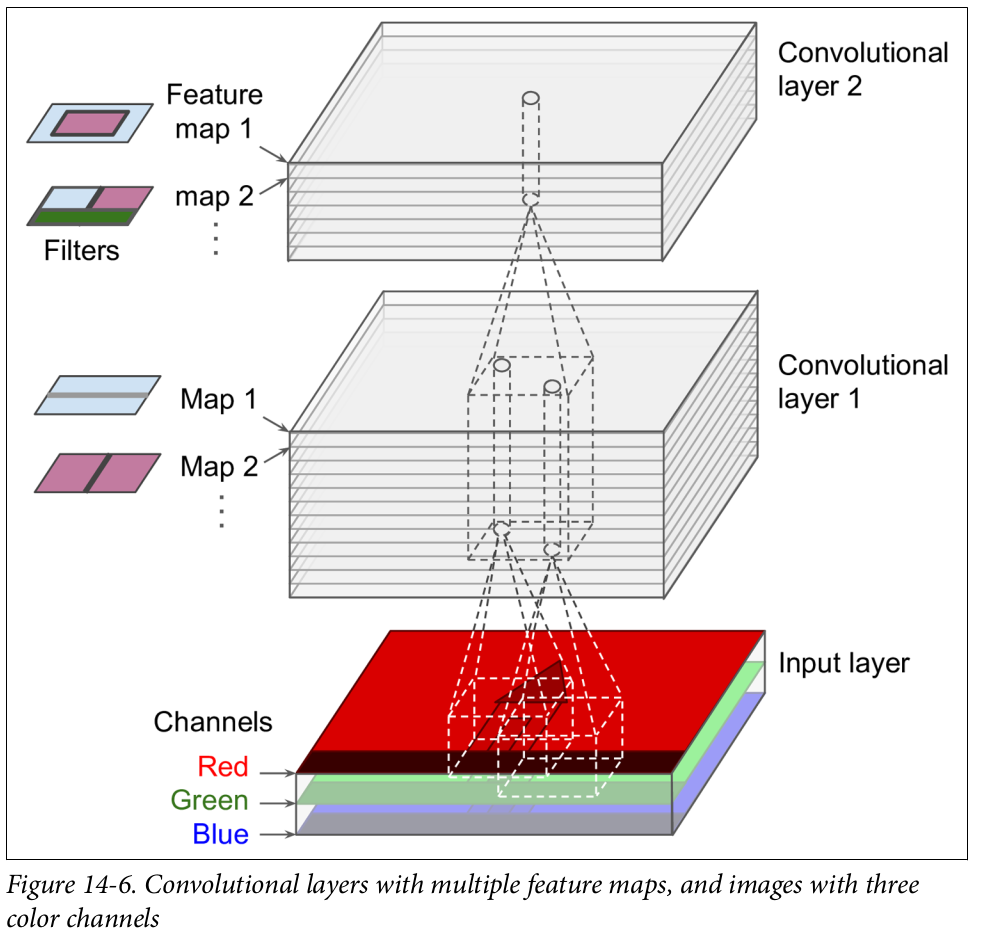 Convolutional
layer 2
Feature
map 1
map 2
Filters
Convolutional
layer 1
Map 1
Map 2
Input layer
Channels
Red
Green
Blue
Figure 14-6. Convolutional layers with multiple feature maps, and images with three
color channels